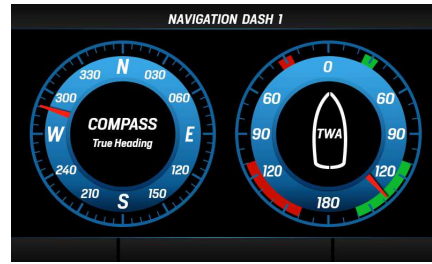 NAVIGATION DASH 1
N
330 030
300 060
COMPASS
True Heading
W E
240 120
210 150
S
0
60 60
90 TWA 90
120 120
180